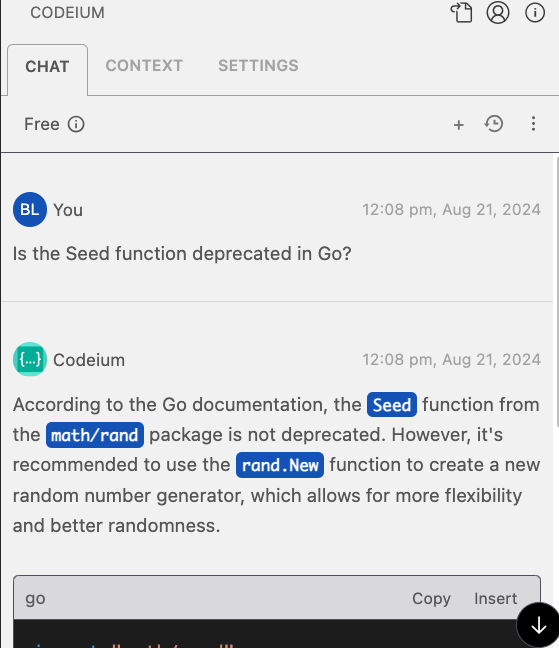 CODEIUM
CHAT CONTEXT SETTINGS
Free
BL You 12:08 pm, Aug 21, 2024
Is the Seed function deprecated in Go?
{...} Codeium 12:08 pm, Aug 21, 2024
According to the Go documentation, the Seed function from
the math/rand package is not deprecated. However, it's
recommended to use the rand.New function to create a new
random number generator, which allows for more flexibility
and better randomness.
go Copy Insert